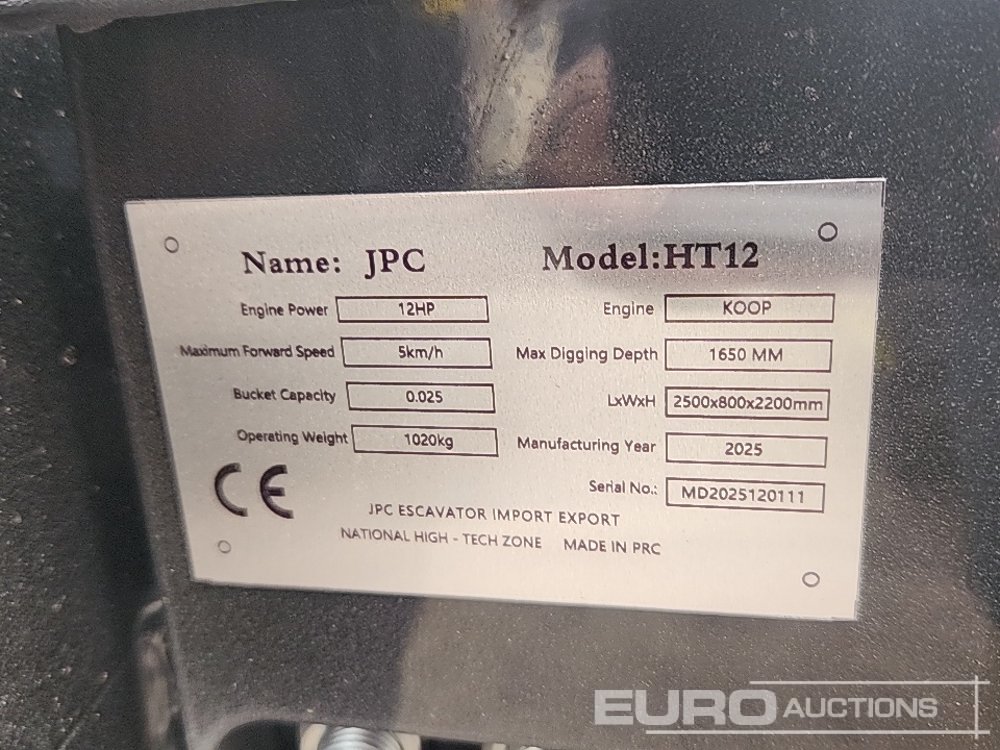 Name: JPC Model:HT12
Engine Power 12HP Engine KOOP
Maximum Forward Speed 5km/h Max Digging Depth 1650 MM
Bucket Capacity 0.025 LxWxH 2500x800x2200mm
Operating Weight 1020kg Manufacturing Year 2025
Serial No.: MD2025120111
CE
JPC ESCAVATOR IMPORT EXPORT
NATIONAL HIGH - TECH ZONE MADE IN PRC
EURO AUCTIONS